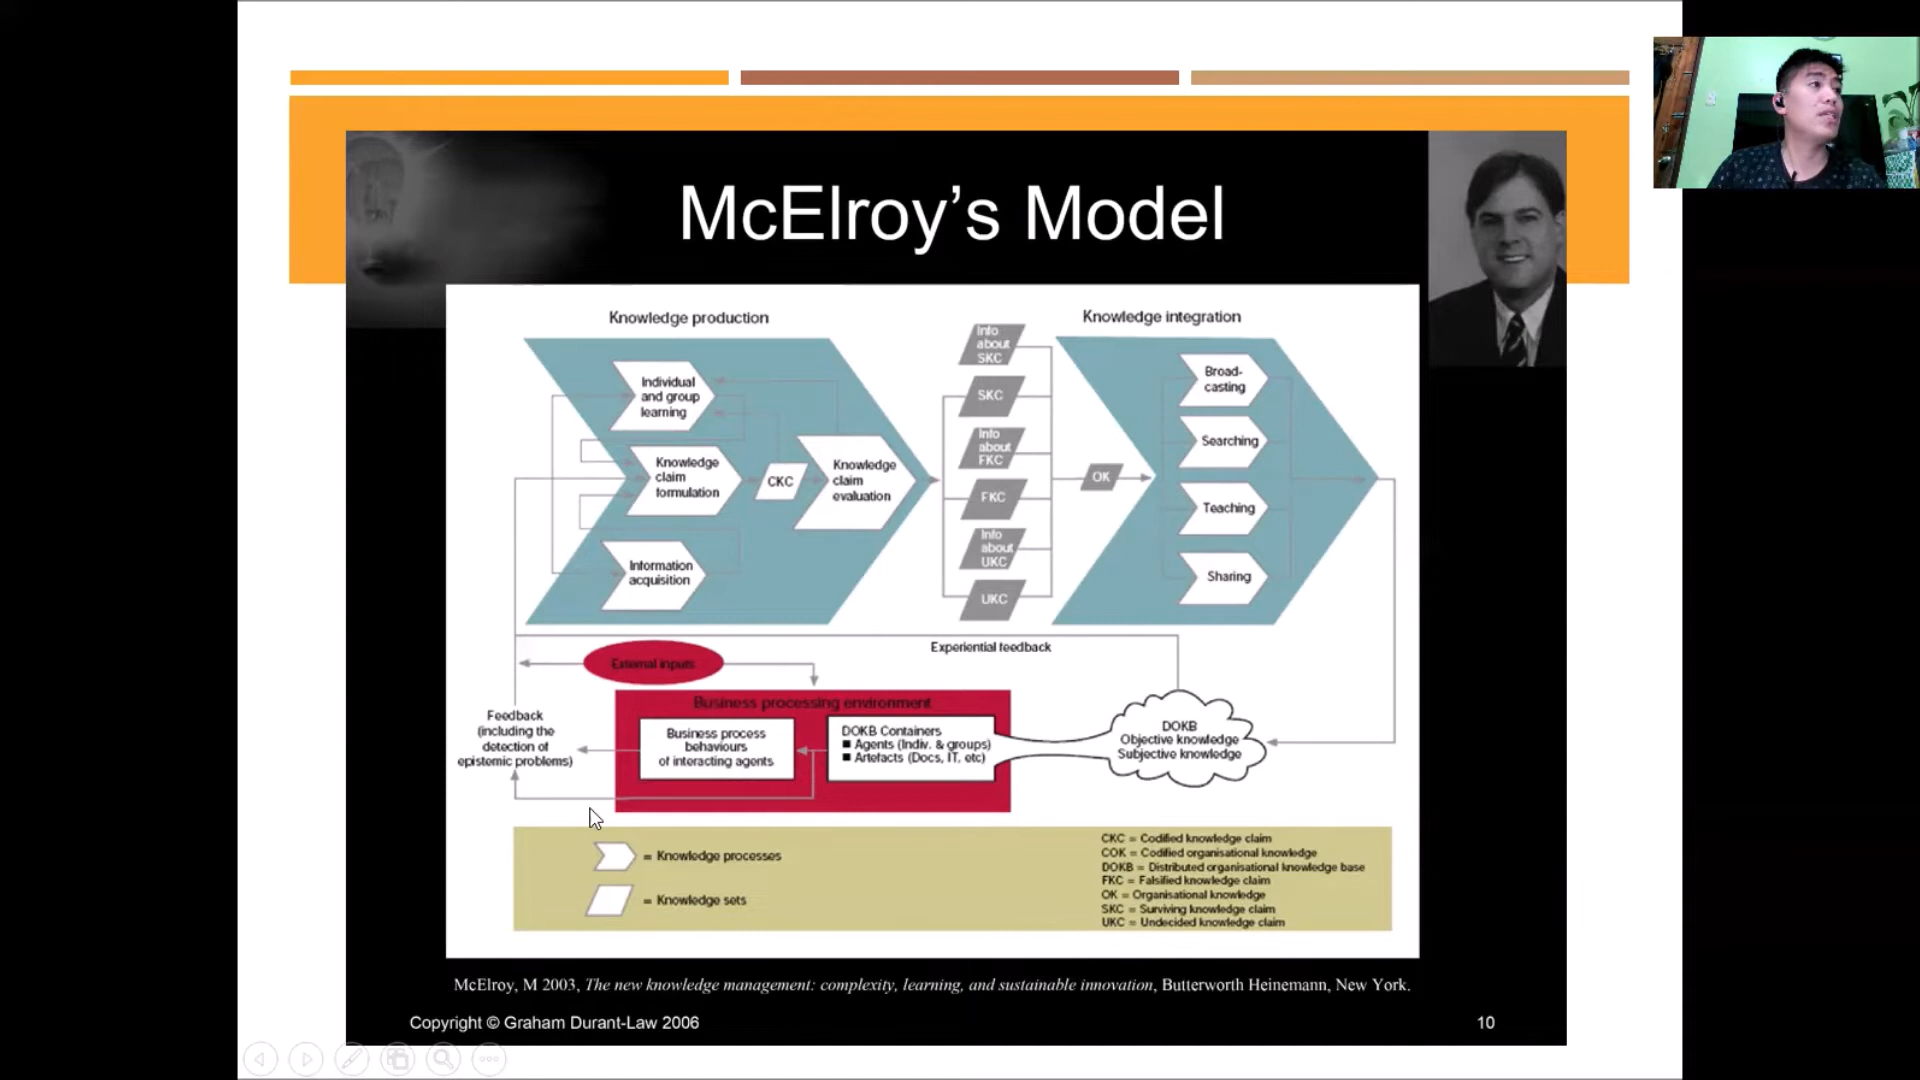 McElroy’s Model
Knowledge production
Knowledge integration
Individual
and group
learning
Knowledge
claim
formulation
Information
acquisition
CKC
Knowledge
claim
evaluation
Info
about
SKC
SKC
Info
about
FKC
FKC
Info
about
UKC
UKC
OK
Broad-
casting
Searching
Teaching
Sharing
Experiential feedback
External inputs
Business processing environment
Feedback
(including the
detection of
epistemic problems)
Business process
behaviours
of interacting agents
DOKB Containers
■ Agents (Indiv. & groups)
■ Artefacts (Docs, IT, etc)
DOKB
Objective knowledge
Subjective knowledge
= Knowledge processes
= Knowledge sets
CKC = Codified knowledge claim
COK = Codified organisational knowledge
DOKB = Distributed organisational knowledge base
FKC = Falsified knowledge claim
OK = Organisational knowledge
SKC = Surviving knowledge claim
UKC = Undecided knowledge claim
McElroy, M 2003, The new knowledge management: complexity, learning, and sustainable innovation, Butterworth Heinemann, New York.
Copyright © Graham Durant-Law 2006
10